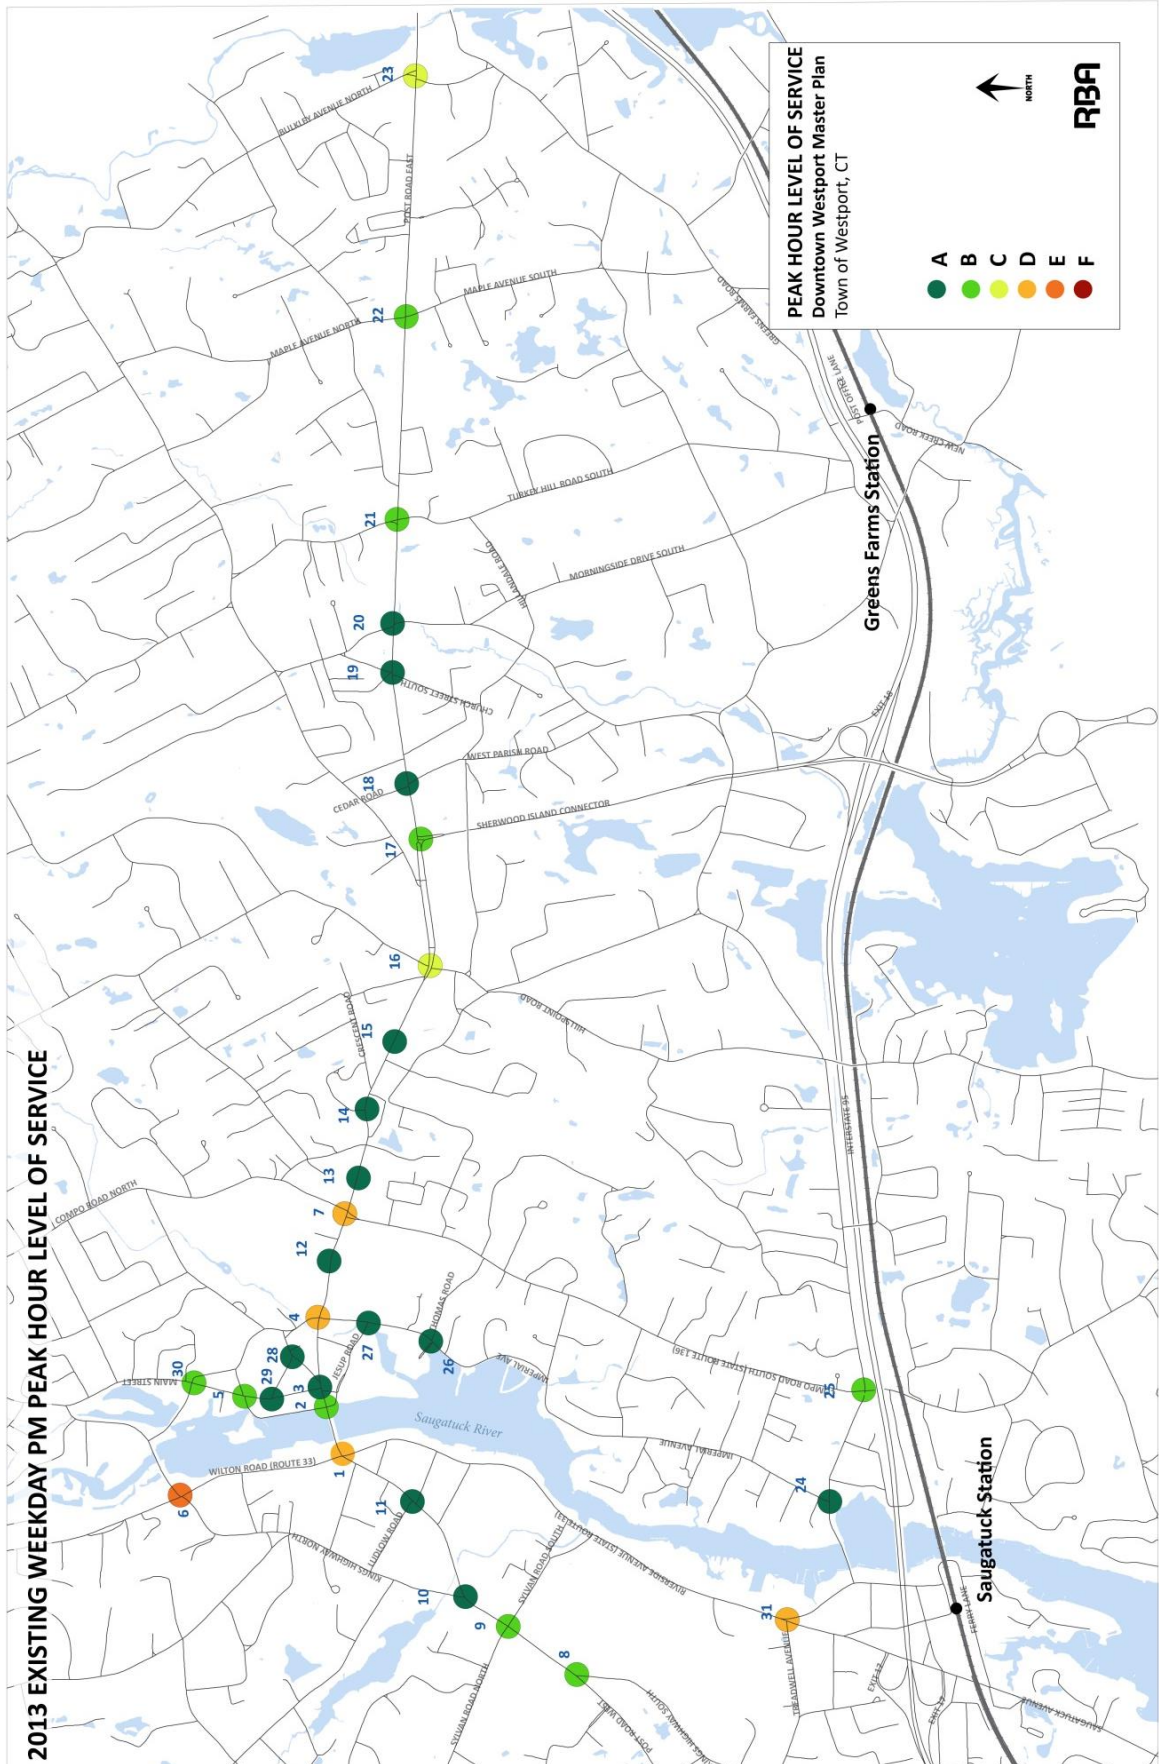 2013 EXISTING WEEKDAY PM PEAK HOUR LEVEL OF SERVICE
COMPO ROAD NORTH
MAIN STREET
30
5
29
28
2
3
4
12
7
13
14
15
16
17
18
19
20
21
22
23
6
1
11
10
9
8
27
26
25
24
31
WILTON ROAD (ROUTE 33)
JESUP ROAD
THOMAS ROAD
IMPERIAL AVE
Saugatuck River
KINGS HIGHWAY NORTH
LUDLOW ROAD
SYLVAN ROAD SOUTH
SYLVAN ROAD NORTH
POST ROAD WEST
KINGS HIGHWAY SOUTH
RIVERSIDE AVENUE (STATE ROUTE 33)
TREADWELL AVENUE
IMPERIAL AVENUE
COMPO ROAD SOUTH (STATE ROUTE 136)
CRESCENT ROAD
HILLSPOINT ROAD
CEDAR ROAD
WEST PARISH ROAD
SHERWOOD ISLAND CONNECTOR
CHURCH STREET SOUTH
HILLANDALE ROAD
MORNINGSIDE DRIVE SOUTH
TURKEY HILL ROAD SOUTH
MAPLE AVENUE NORTH
MAPLE AVENUE SOUTH
BULKLEY AVENUE NORTH
POST ROAD EAST
GREENS FARMS ROAD
POST OFFICE LANE
NEW CREEK ROAD
Greens Farms Station
EXIT 18
INTERSTATE 95
EXIT 17
EXIT 17
FERRY LANE
SAUGATUCK AVENUE
Saugatuck Station
PEAK HOUR LEVEL OF SERVICE
Downtown Westport Master Plan
Town of Westport, CT
A
B
C
D
E
F
NORTH
RBA